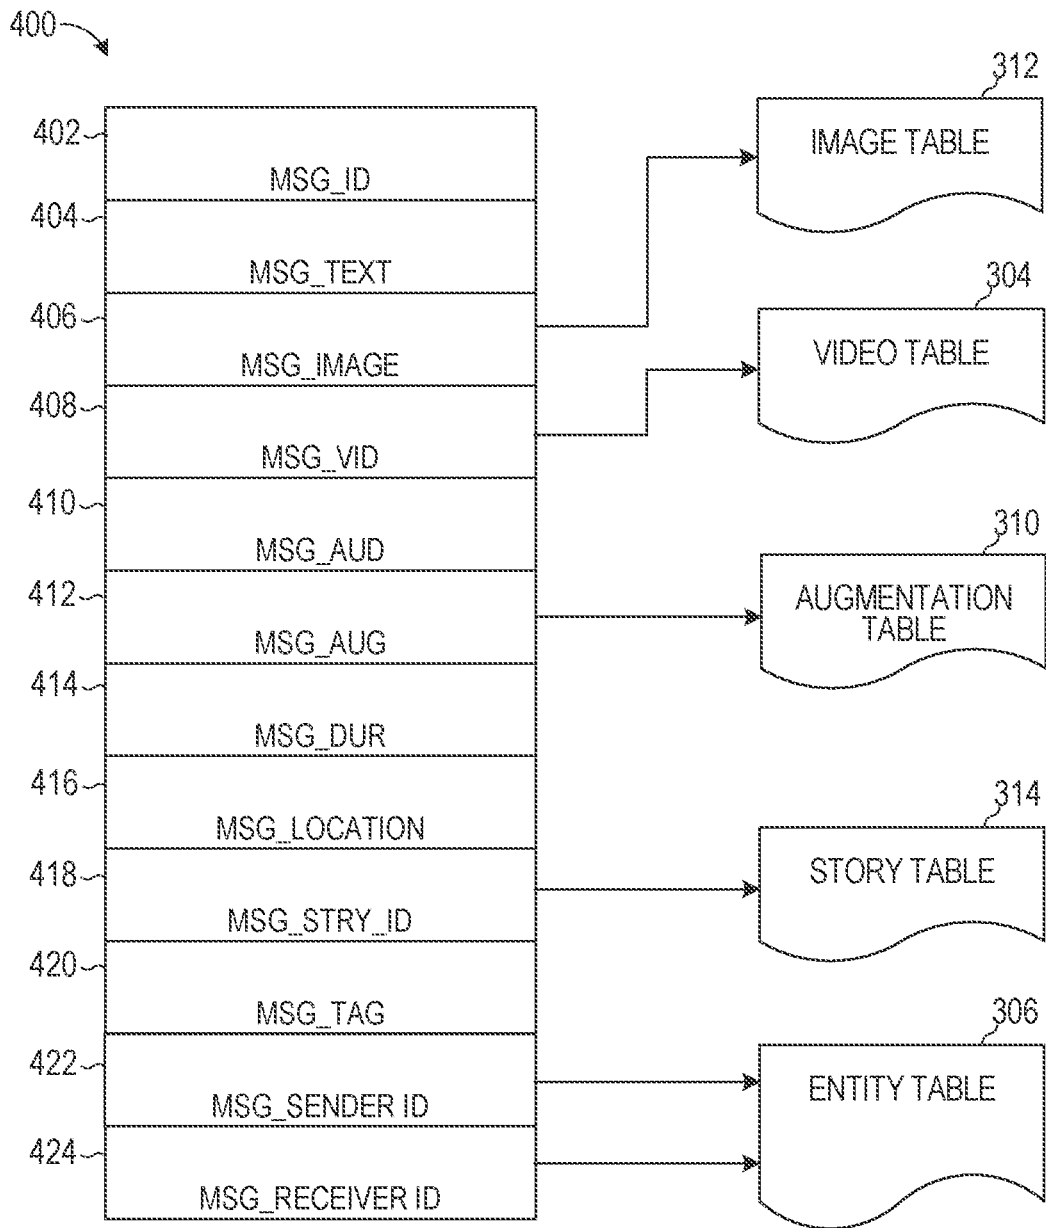 400
402
MSG_ID
404
MSG_TEXT
406
MSG_IMAGE
408
MSG_VID
410
MSG_AUD
412
MSG_AUG
414
MSG_DUR
416
MSG_LOCATION
418
MSG_STRY_ID
420
MSG_TAG
422
MSG_SENDER ID
424
MSG_RECEIVER ID
312
IMAGE TABLE
304
VIDEO TABLE
310
AUGMENTATION
TABLE
314
STORY TABLE
306
ENTITY TABLE